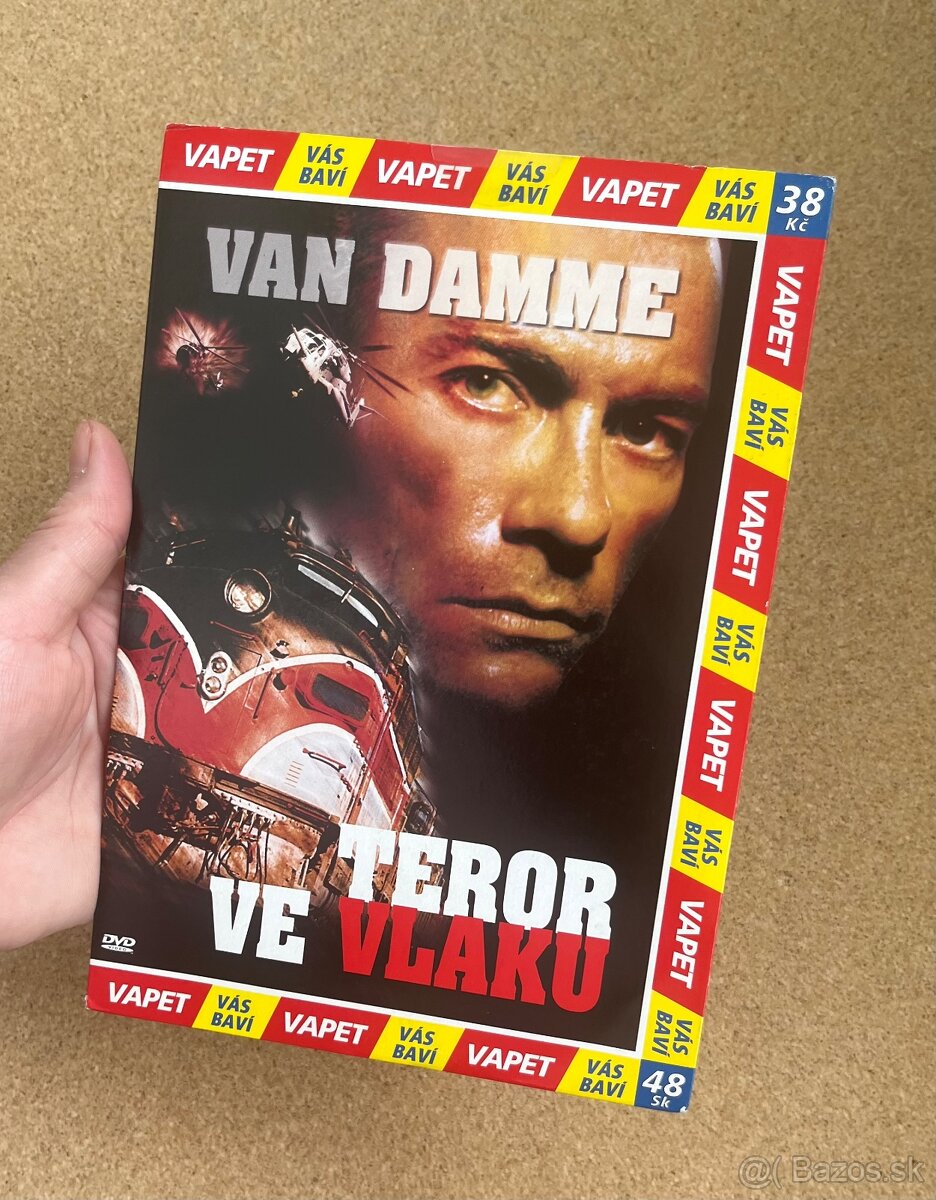 VAPET VÁS BAVÍ VAPET VÁS BAVÍ VAPET VÁS BAVÍ 38 Kč
VAN DAMME
VAPET
VÁS BAVÍ
VAPET
VÁS BAVÍ
VAPET
VÁS BAVÍ
VAPET
VÁS BAVÍ
TEROR
VE VLAKU
DVD
VIDEO
VAPET VÁS BAVÍ VAPET VÁS BAVÍ VAPET VÁS BAVÍ 48 Sk
@( Bazos.sk